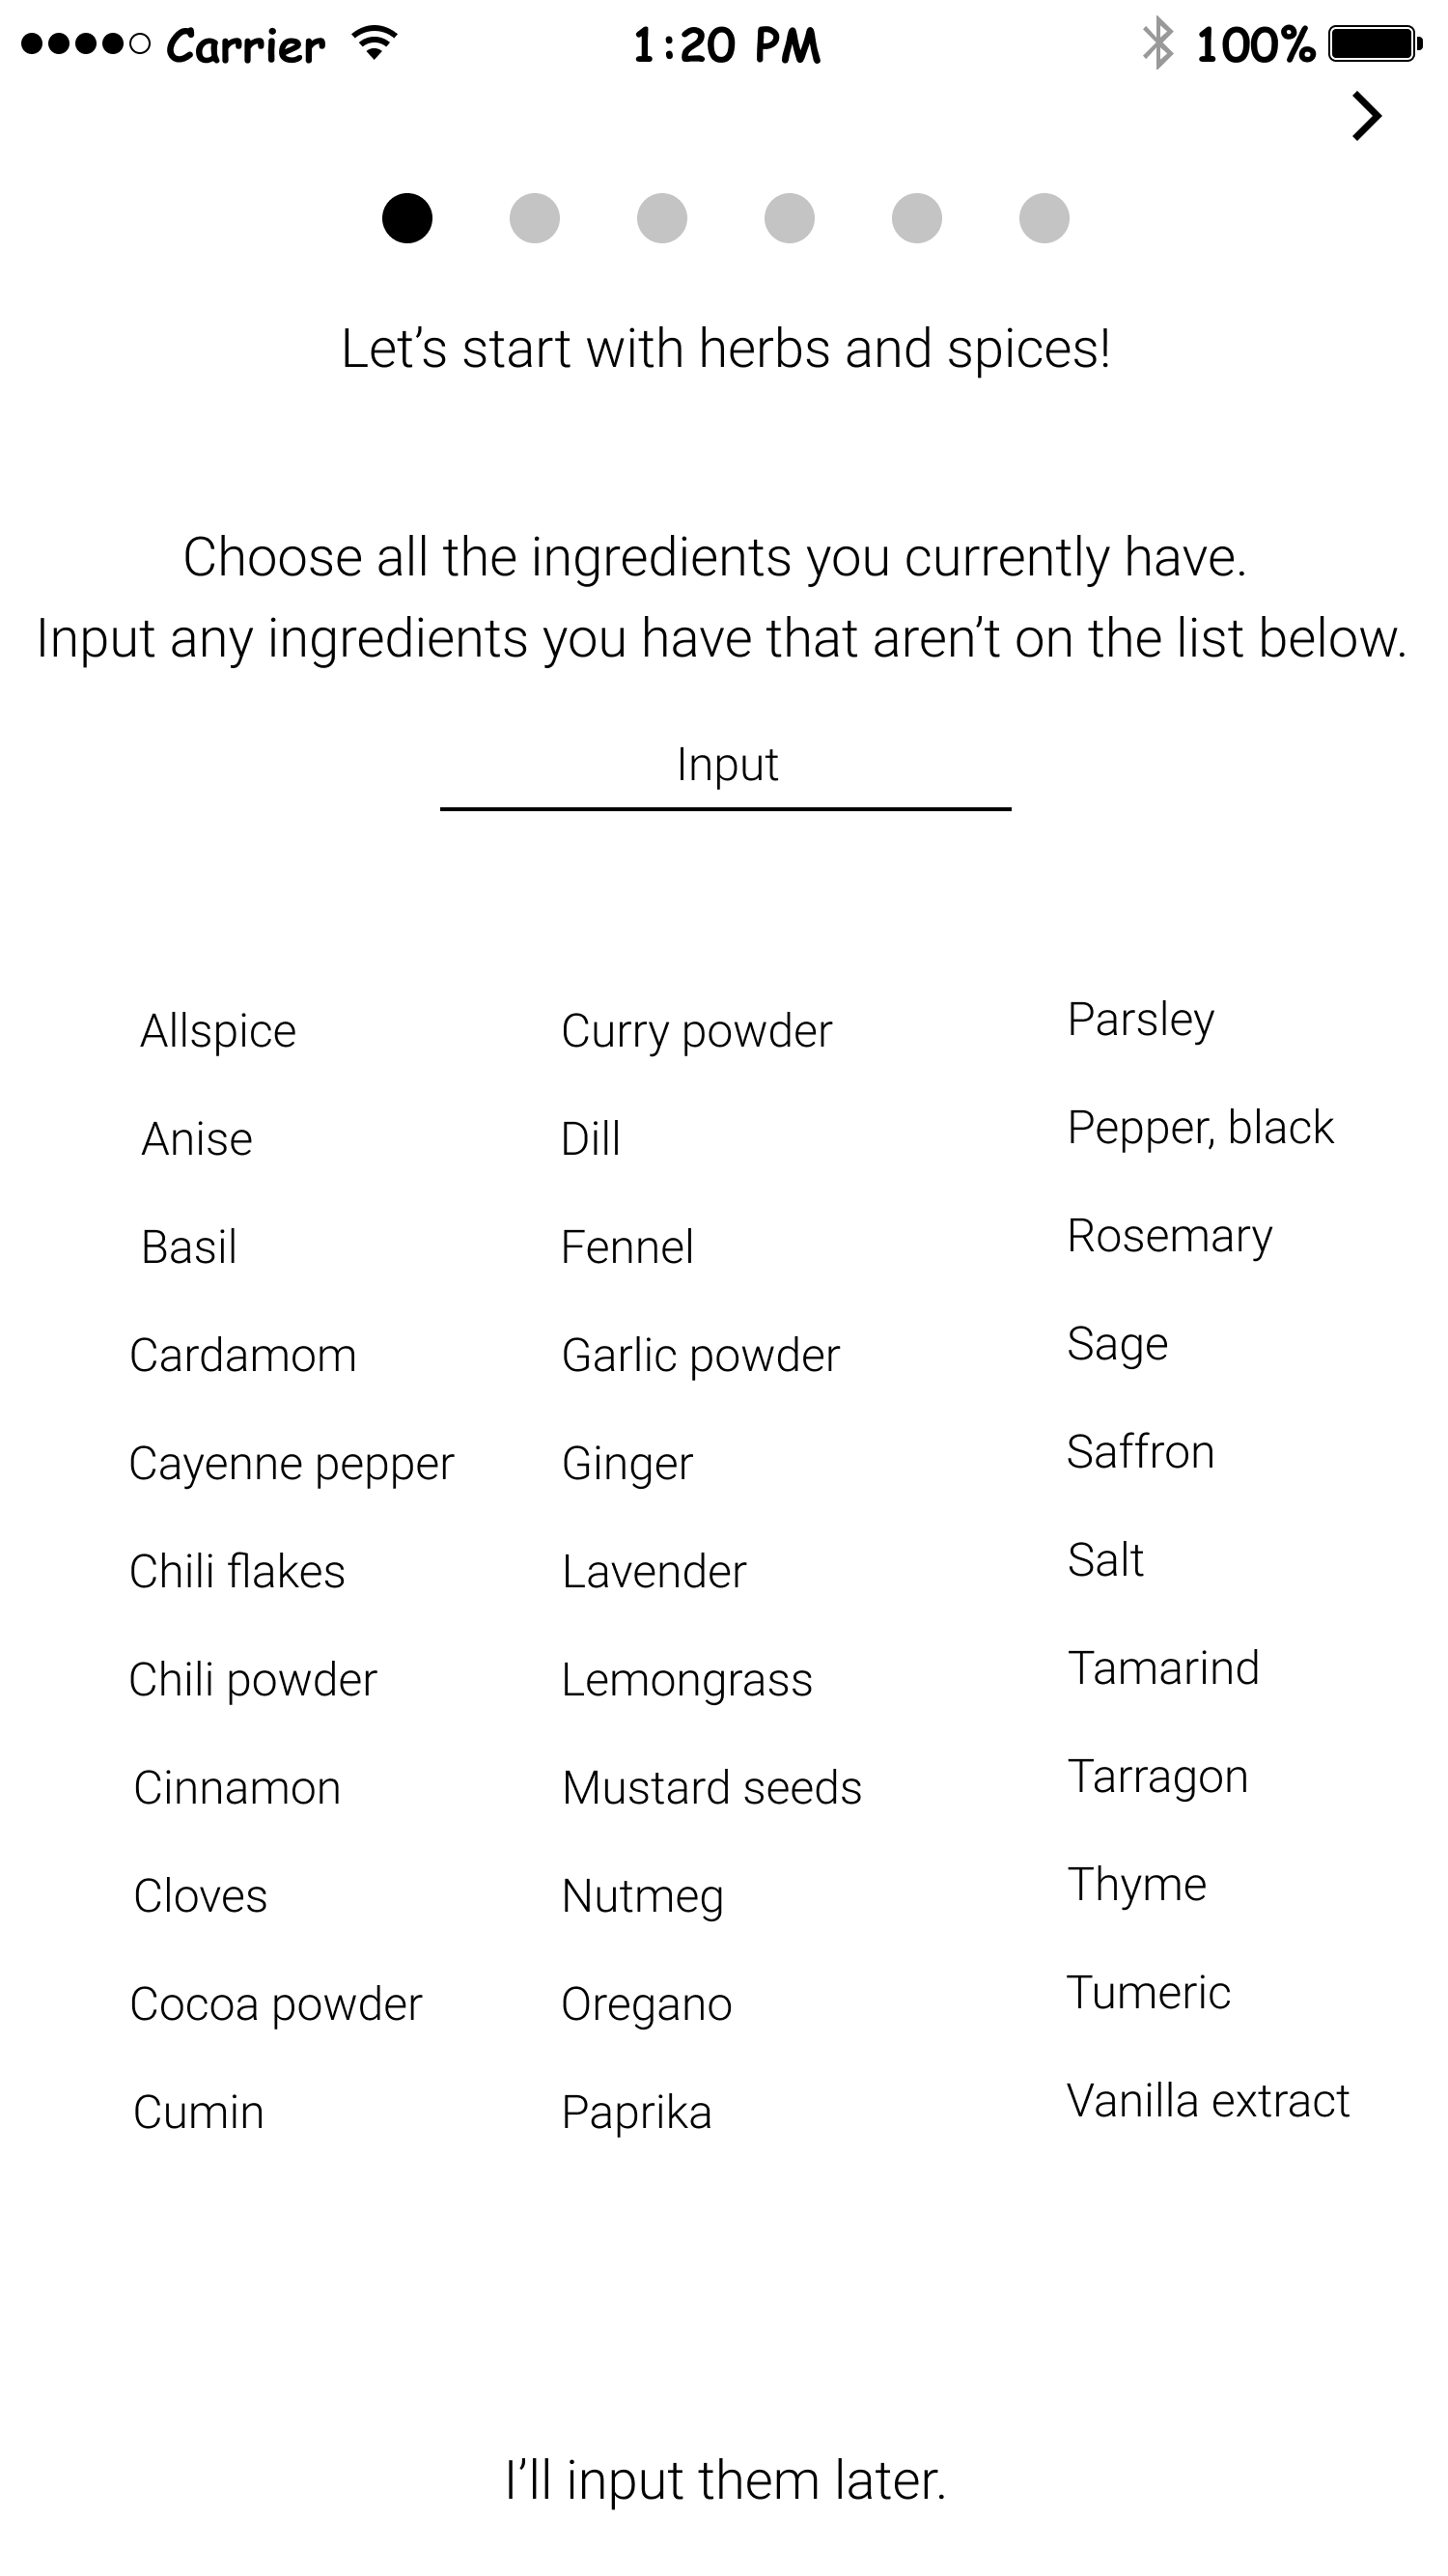 Carrier 1:20 PM 100%
Let’s start with herbs and spices!
Choose all the ingredients you currently have.
Input any ingredients you have that aren’t on the list below.
Input
Allspice
Anise
Basil
Cardamom
Cayenne pepper
Chili flakes
Chili powder
Cinnamon
Cloves
Cocoa powder
Cumin
Curry powder
Dill
Fennel
Garlic powder
Ginger
Lavender
Lemongrass
Mustard seeds
Nutmeg
Oregano
Paprika
Parsley
Pepper, black
Rosemary
Sage
Saffron
Salt
Tamarind
Tarragon
Thyme
Tumeric
Vanilla extract
I’ll input them later.